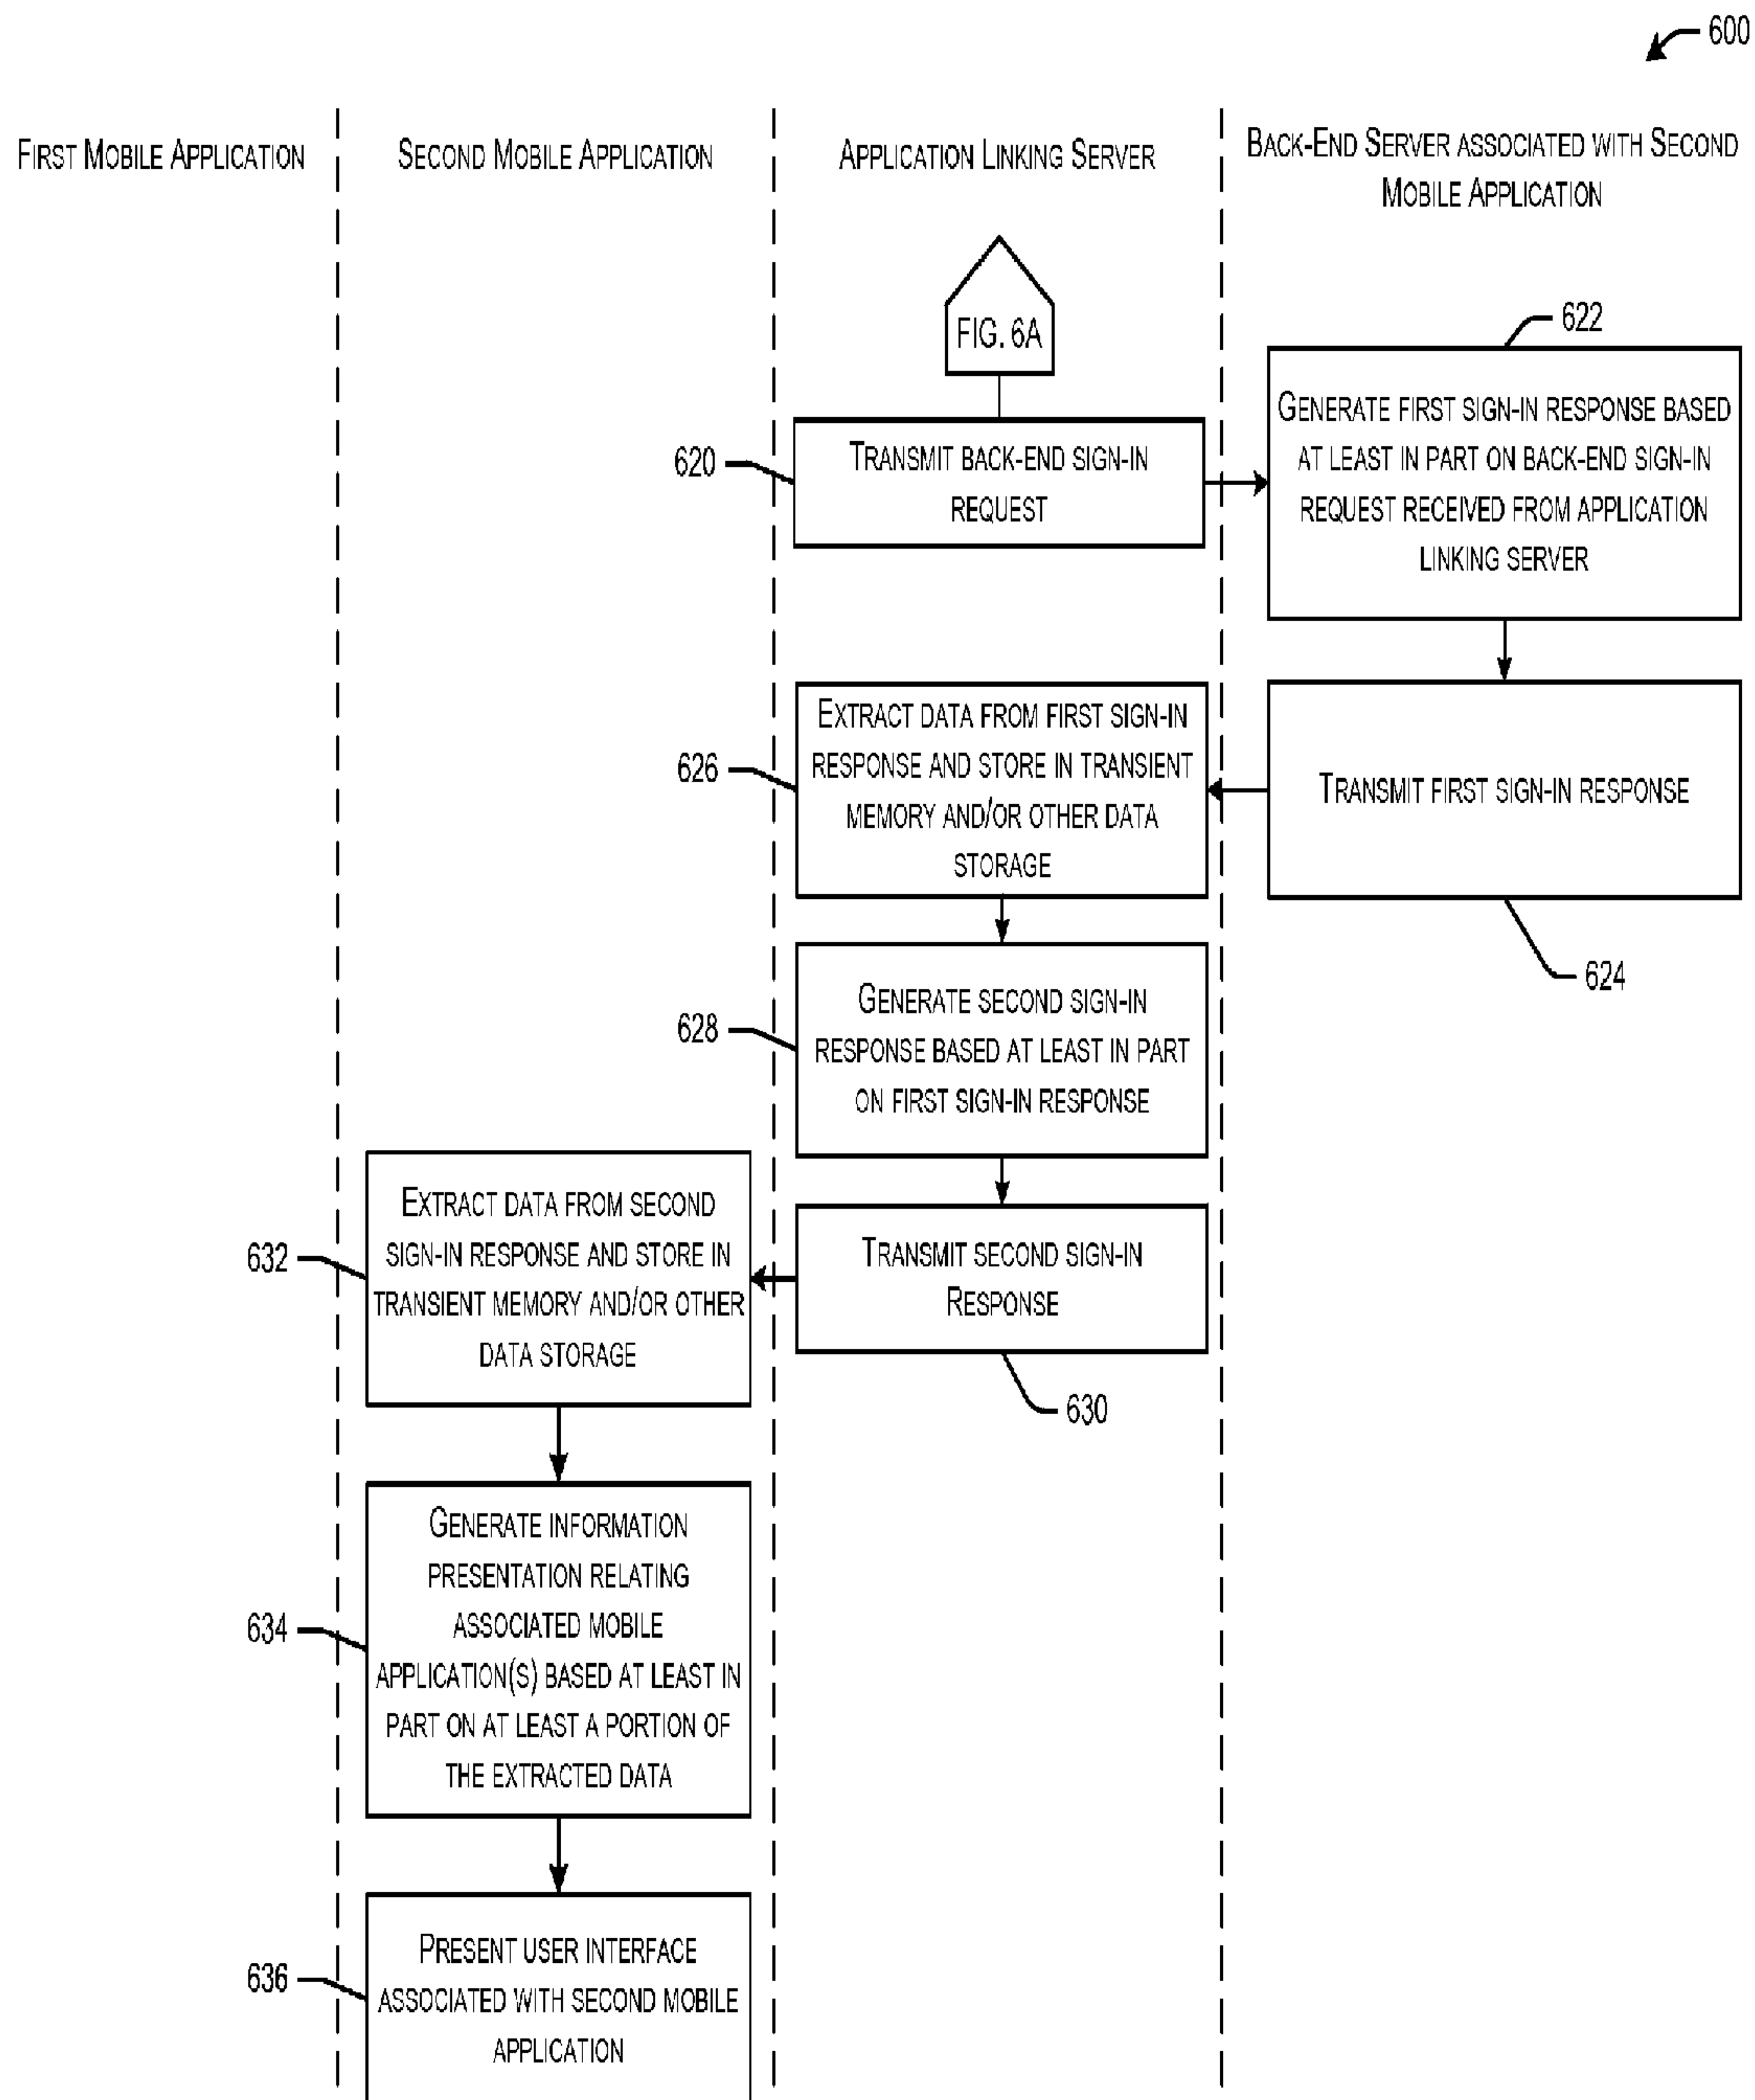 600
FIRST MOBILE APPLICATION
SECOND MOBILE APPLICATION
APPLICATION LINKING SERVER
BACK-END SERVER ASSOCIATED WITH SECOND
MOBILE APPLICATION
FIG. 6A
620
TRANSMIT BACK-END SIGN-IN
REQUEST
622
GENERATE FIRST SIGN-IN RESPONSE BASED
AT LEAST IN PART ON BACK-END SIGN-IN
REQUEST RECEIVED FROM APPLICATION
LINKING SERVER
626
EXTRACT DATA FROM FIRST SIGN-IN
RESPONSE AND STORE IN TRANSIENT
MEMORY AND/OR OTHER DATA
STORAGE
TRANSMIT FIRST SIGN-IN RESPONSE
624
628
GENERATE SECOND SIGN-IN
RESPONSE BASED AT LEAST IN PART
ON FIRST SIGN-IN RESPONSE
632
EXTRACT DATA FROM SECOND
SIGN-IN RESPONSE AND STORE IN
TRANSIENT MEMORY AND/OR OTHER
DATA STORAGE
TRANSMIT SECOND SIGN-IN
RESPONSE
630
634
GENERATE INFORMATION
PRESENTATION RELATING
ASSOCIATED MOBILE
APPLICATION(S) BASED AT LEAST IN
PART ON AT LEAST A PORTION OF
THE EXTRACTED DATA
636
PRESENT USER INTERFACE
ASSOCIATED WITH SECOND MOBILE
APPLICATION